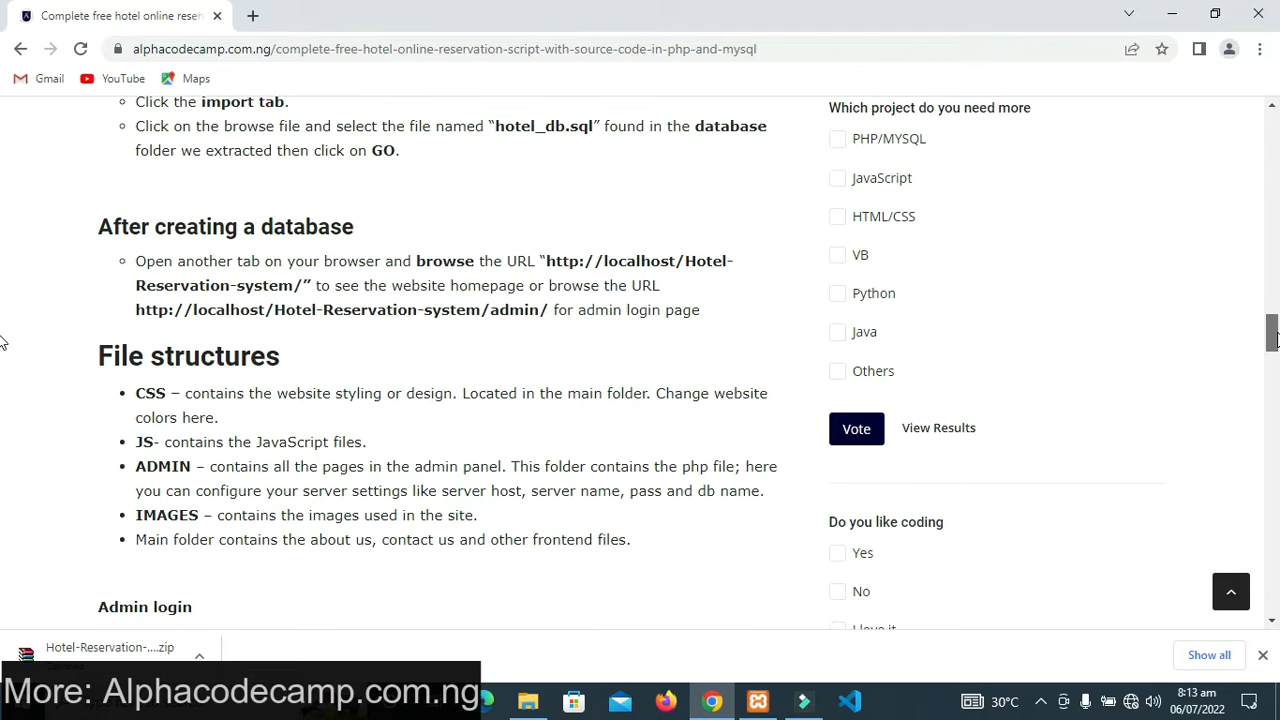 Complete free hotel online reser
alphacodecamp.com.ng/complete-free-hotel-online-reservation-script-with-source-code-in-php-and-mysql
Gmail YouTube Maps
Click the import tab.
Click on the browse file and select the file named “hotel_db.sql” found in the database
folder we extracted then click on GO.
After creating a database
Open another tab on your browser and browse the URL “http://localhost/Hotel-
Reservation-system/” to see the website homepage or browse the URL
http://localhost/Hotel-Reservation-system/admin/ for admin login page
File structures
CSS – contains the website styling or design. Located in the main folder. Change website
colors here.
JS- contains the JavaScript files.
ADMIN – contains all the pages in the admin panel. This folder contains the php file; here
you can configure your server settings like server host, server name, pass and db name.
IMAGES – contains the images used in the site.
Main folder contains the about us, contact us and other frontend files.
Admin login
Which project do you need more
PHP/MYSQL
JavaScript
HTML/CSS
VB
Python
Java
Others
Vote View Results
Do you like coding
Yes
No
I love it
Hotel-Reservation-....zip
Show all
More: Alphacodecamp.com.ng
30°C
8:13 am
06/07/2022